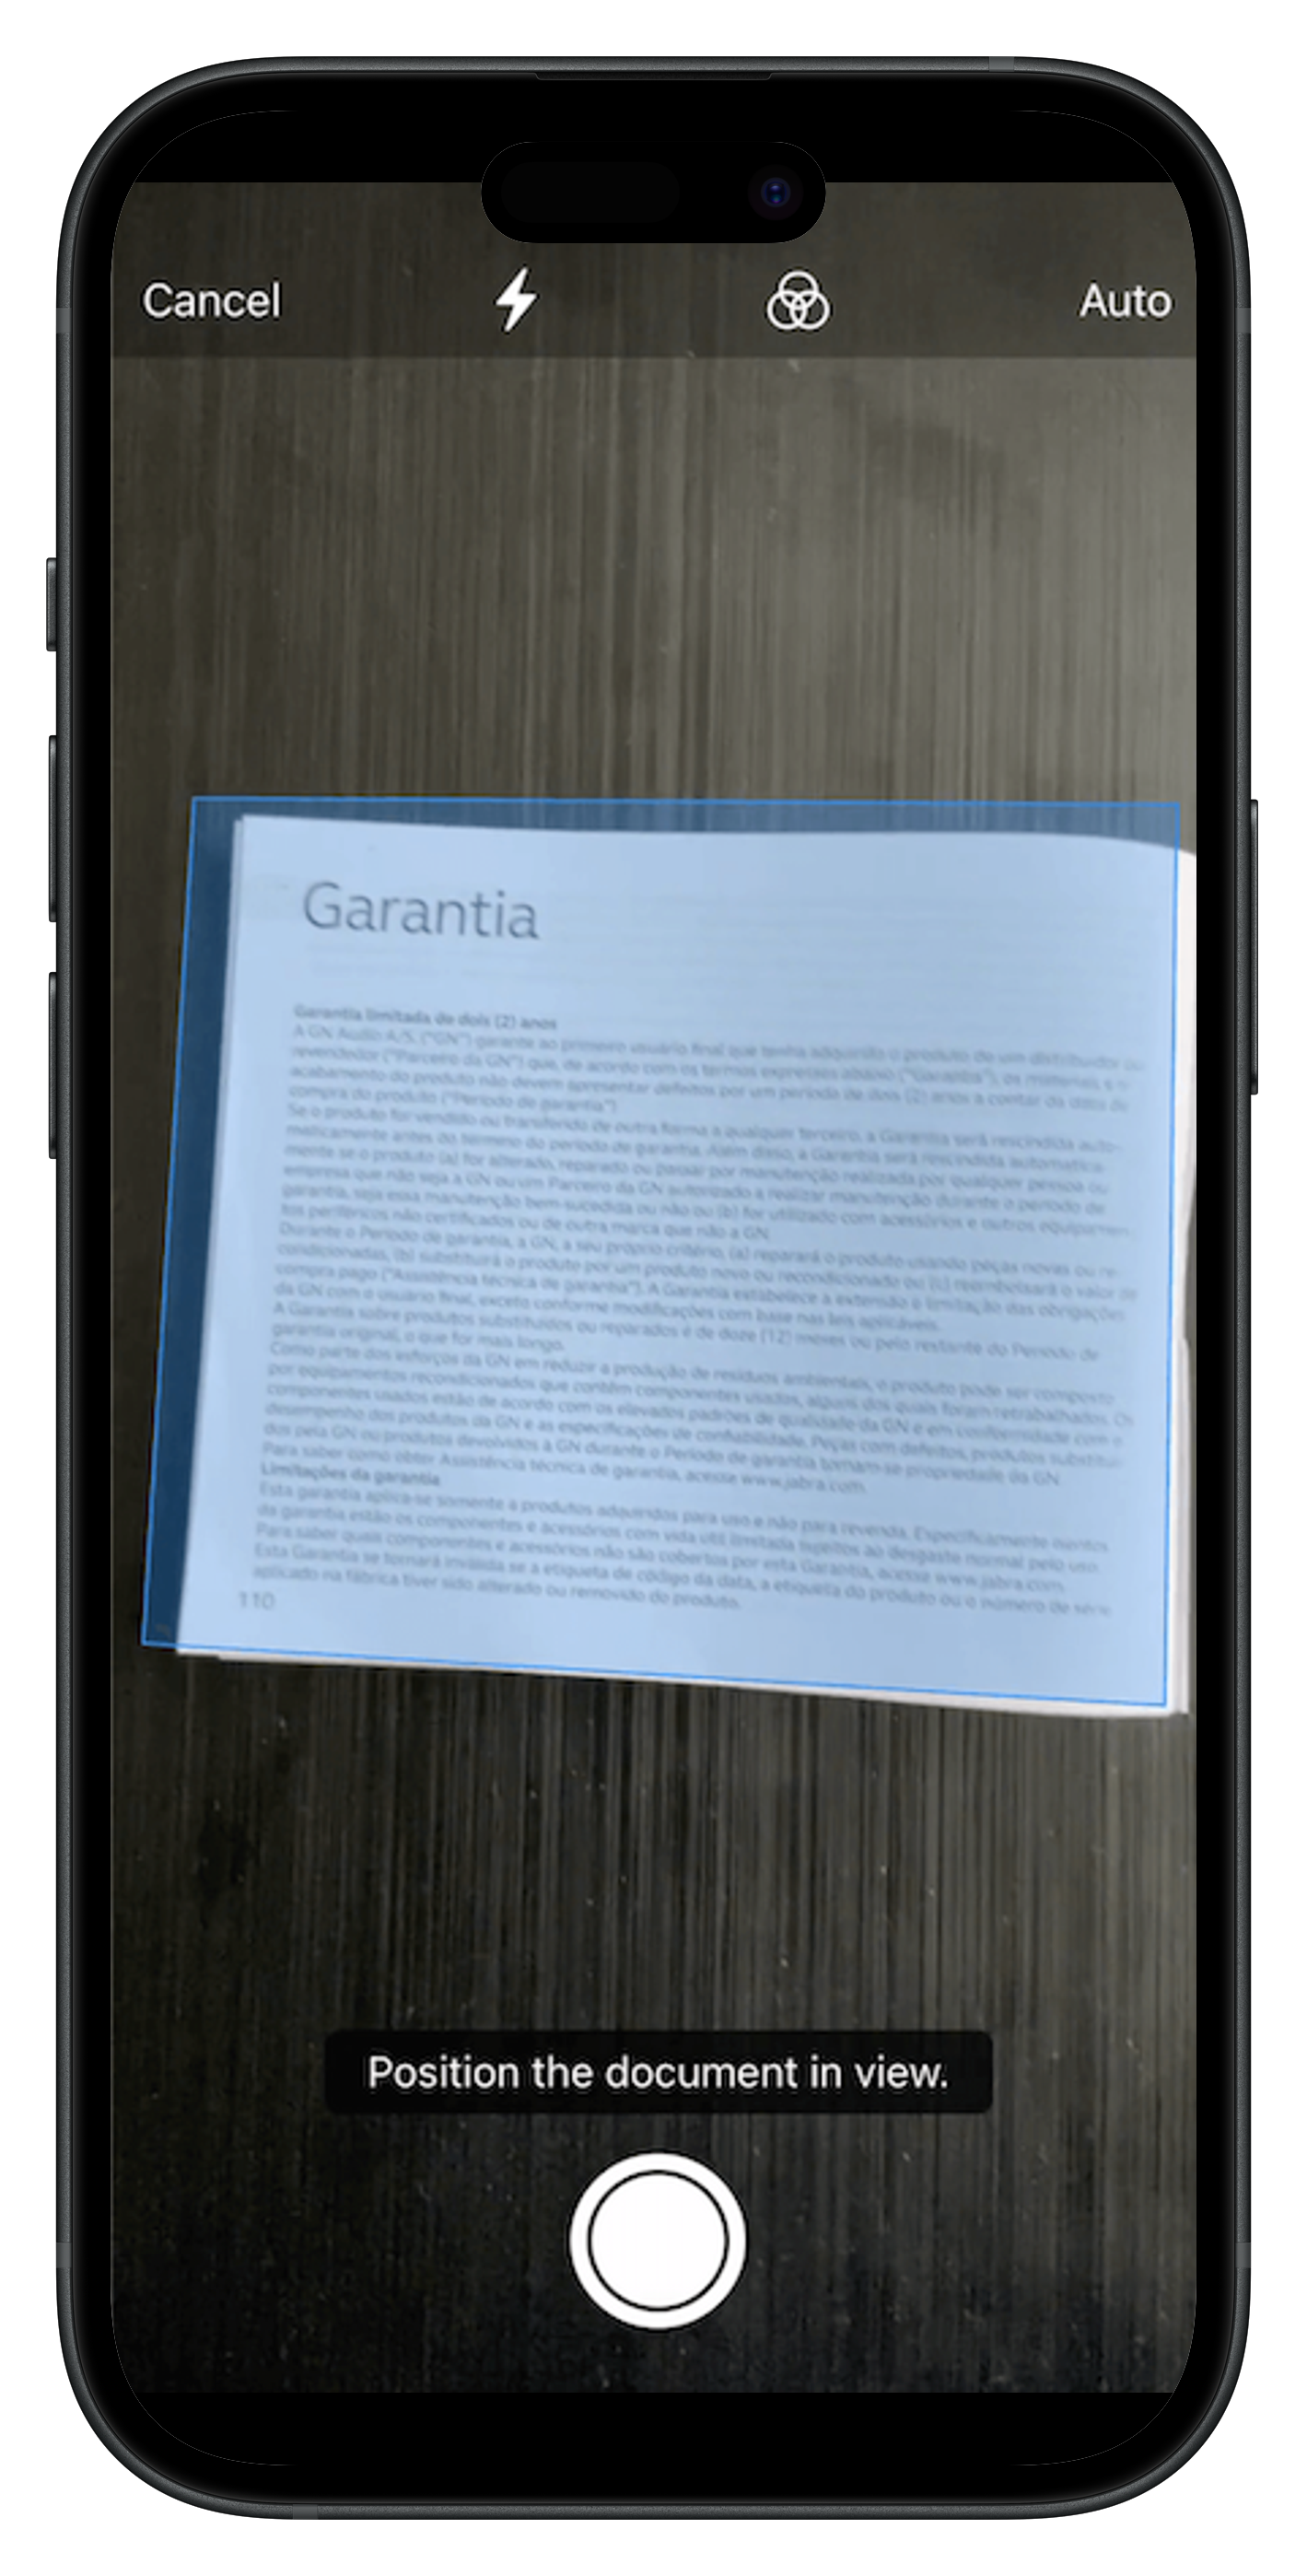 Cancel
Auto
Garantia
Garantia limitada de dois (2) anos
A GN Audio A/S. ("GN") garante ao primeiro usuário final que tenha adquirido o produto de um distribuidor ou
revendedor ("Parceiro da GN") que, de acordo com os termos expressos abaixo ("Garantia"), os materiais e o
acabamento do produto não devem apresentar defeitos por um período de dois (2) anos a contar da data de
compra do produto ("Período de garantia")
Se o produto for vendido ou transferido de outra forma a qualquer terceiro, a Garantia será rescindida auto-
maticamente antes do término do período de garantia. Além disso, a Garantia será rescindida automatica-
mente se o produto (a) for alterado, reparado ou passar por manutenção realizada por qualquer pessoa ou
empresa que não seja a GN ou um Parceiro da GN autorizado a realizar manutenção durante o período de
garantia, seja essa manutenção bem-sucedida ou não ou (b) for utilizado com acessórios e outros equipamen-
tos periféricos não certificados ou de outra marca que não a GN
Durante o Período de garantia, a GN, a seu próprio critério, (a) reparará o produto usando peças novas ou re-
condicionadas, (b) substituirá o produto por um produto novo ou recondicionado ou (c) reembolsará o valor de
compra pago ("Assistência técnica de garantia"). A Garantia estabelece a extensão e limitação das obrigações
da GN com o usuário final, exceto conforme modificações com base nas leis aplicáveis.
A Garantia sobre produtos substituídos ou reparados é de doze (12) meses ou pelo restante do Período de
garantia original, o que for mais longo.
Como parte dos esforços da GN em reduzir a produção de resíduos ambientais, o produto pode ser composto
por equipamentos recondicionados que contêm componentes usados, alguns dos quais foram retrabalhados. Os
componentes usados estão de acordo com os elevados padrões de qualidade da GN e em conformidade com o
desempenho dos produtos da GN e as especificações de confiabilidade. Peças com defeitos, produtos substituí-
dos pela GN ou produtos devolvidos à GN durante o Período de garantia tornam-se propriedade da GN
Para saber como obter Assistência técnica de garantia, acesse www.jabra.com
Limitações da garantia
Esta garantia aplica-se somente a produtos adquiridos para uso e não para revenda. Especificamente isentos
da garantia estão os componentes e acessórios com vida útil limitada sujeitos ao desgaste normal pelo uso.
Para saber quais componentes e acessórios não são cobertos por esta Garantia, acesse www.jabra.com
Esta Garantia se tornará inválida se a etiqueta de código da data, a etiqueta do produto ou o número de série
aplicado na fábrica tiver sido alterado ou removido do produto.
110
Position the document in view.